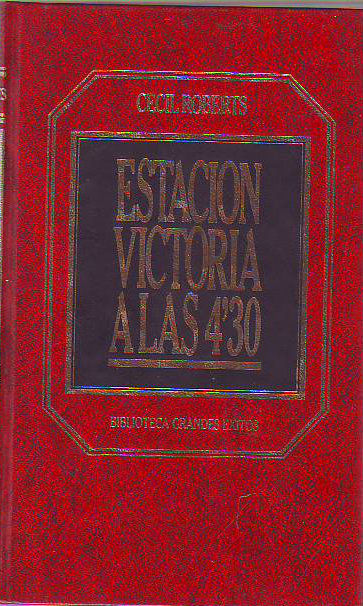 CECIL ROBERTS
ESTACION
VICTORIA
A LAS 4'30
BIBLIOTECA GRANDES EXITOS